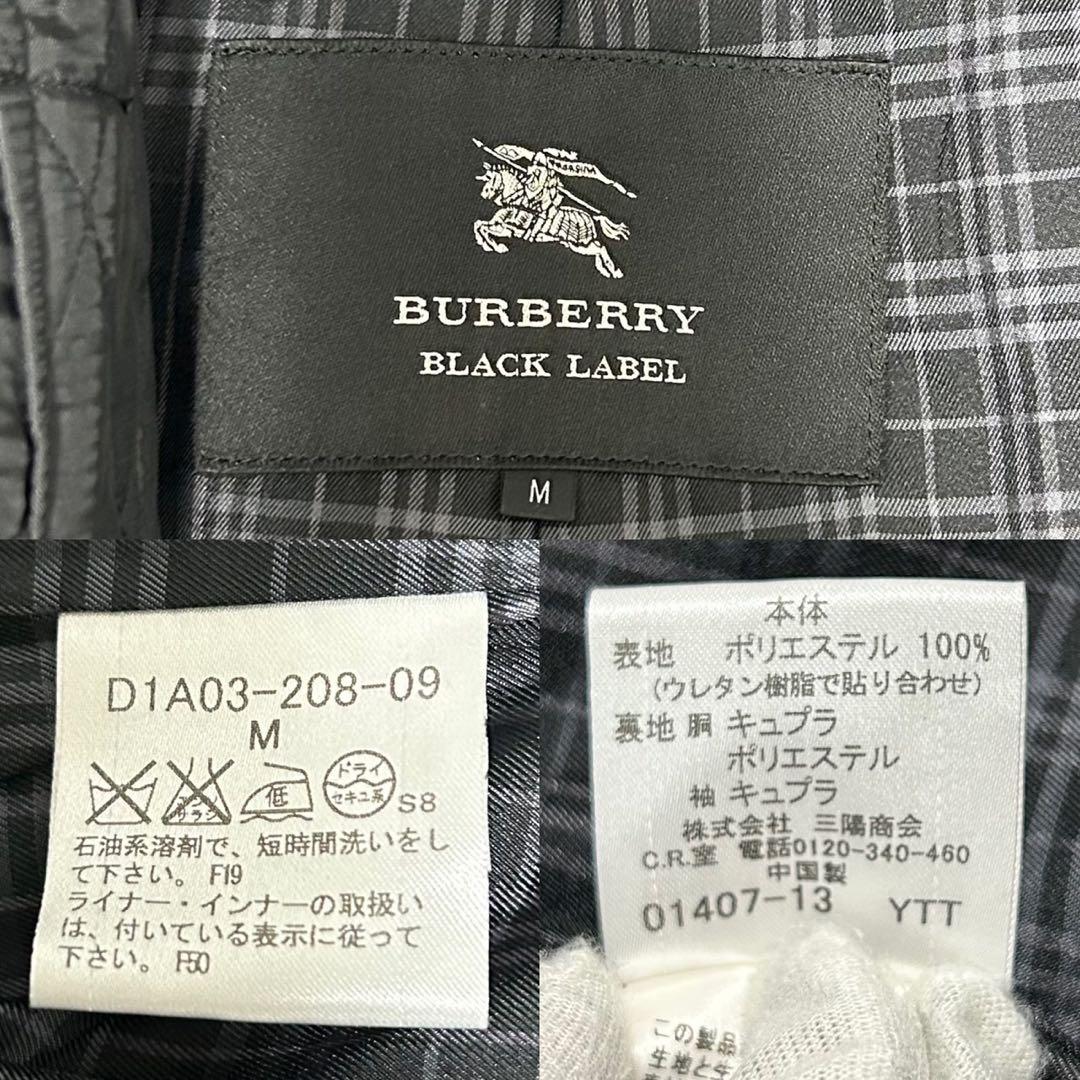 BURBERRY
BLACK LABEL
M
D1A03-208-09
M
低
ドライ
セキユ系
S8
石油系溶剤で、短時間洗いをし
て下さい。 F19
ライナー・インナーの取扱い
は、付いている表示に従って
下さい。 F50
本体
表地 ポリエステル 100%
(ウレタン樹脂で貼り合わせ)
裏地 胴 キュプラ
ポリエステル
袖 キュプラ
株式会社 三陽商会
C.R.室 電話0120-340-460
中国製
01407-13 YTT
この製品
生地と生